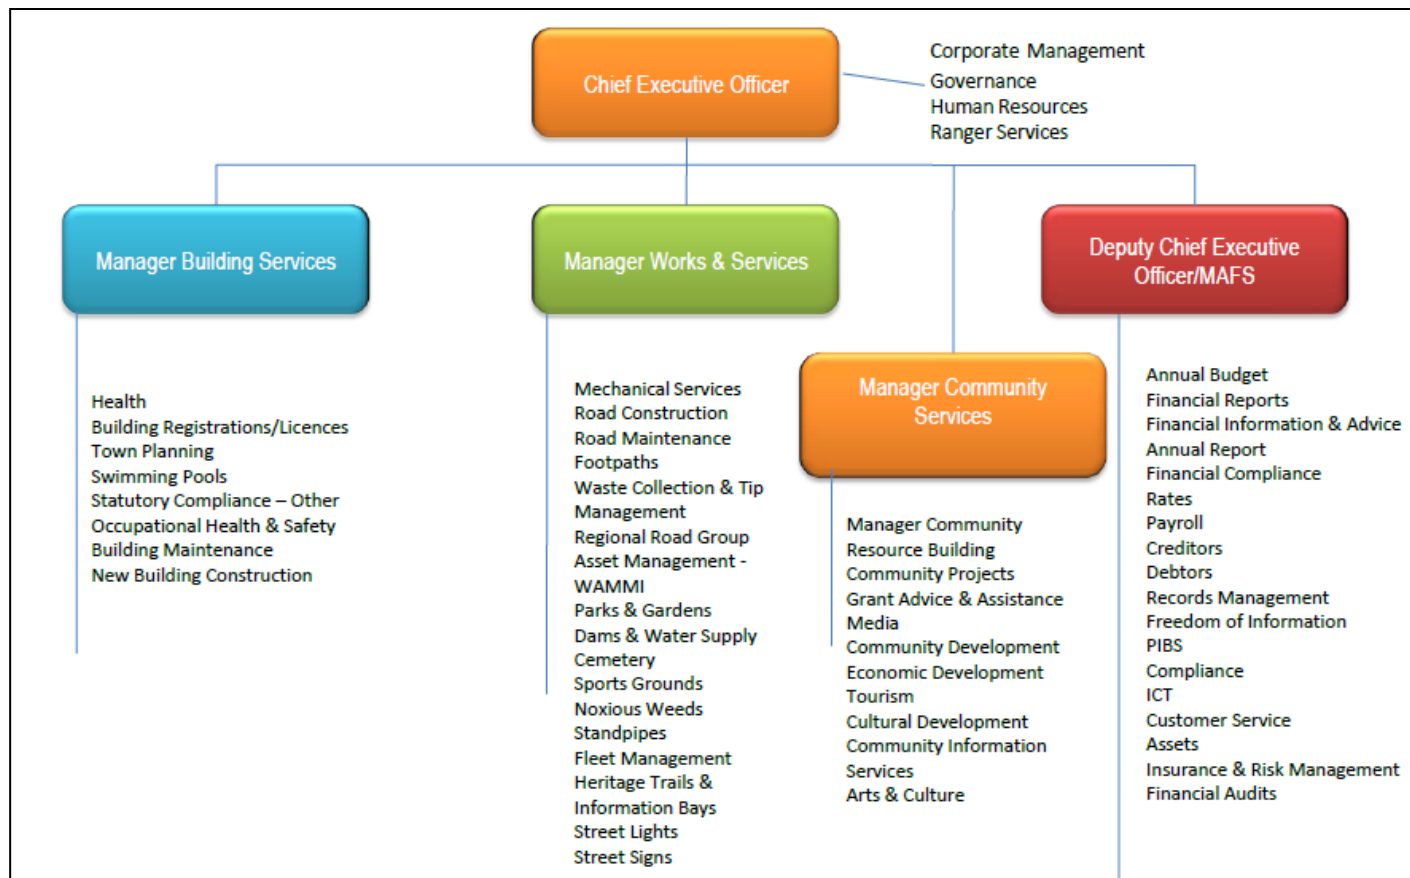 Chief Executive Officer
Corporate Management
Governance
Human Resources
Ranger Services
Manager Building Services
Health
Building Registrations/Licences
Town Planning
Swimming Pools
Statutory Compliance – Other
Occupational Health & Safety
Building Maintenance
New Building Construction
Manager Works & Services
Mechanical Services
Road Construction
Road Maintenance
Footpaths
Waste Collection & Tip
Management
Regional Road Group
Asset Management -
WAMMI
Parks & Gardens
Dams & Water Supply
Cemetery
Sports Grounds
Noxious Weeds
Standpipes
Fleet Management
Heritage Trails &
Information Bays
Street Lights
Street Signs
Manager Community
Services
Manager Community
Resource Building
Community Projects
Grant Advice & Assistance
Media
Community Development
Economic Development
Tourism
Cultural Development
Community Information
Services
Arts & Culture
Deputy Chief Executive
Officer/MAFS
Annual Budget
Financial Reports
Financial Information & Advice
Annual Report
Financial Compliance
Rates
Payroll
Creditors
Debtors
Records Management
Freedom of Information
PIBS
Compliance
ICT
Customer Service
Assets
Insurance & Risk Management
Financial Audits